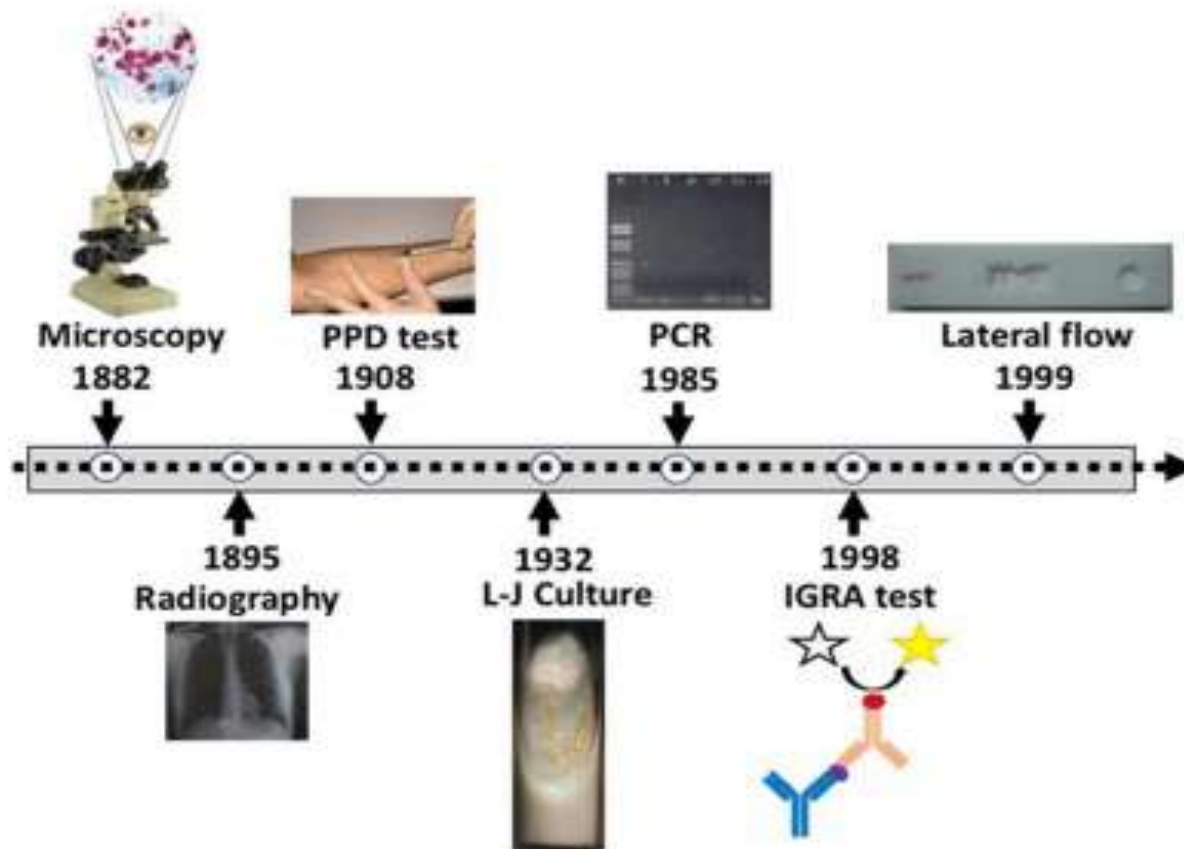 Microscopy
1882
PPD test
1908
PCR
1985
Lateral flow
1999
1895
Radiography
1932
L-J Culture
1998
IGRA test